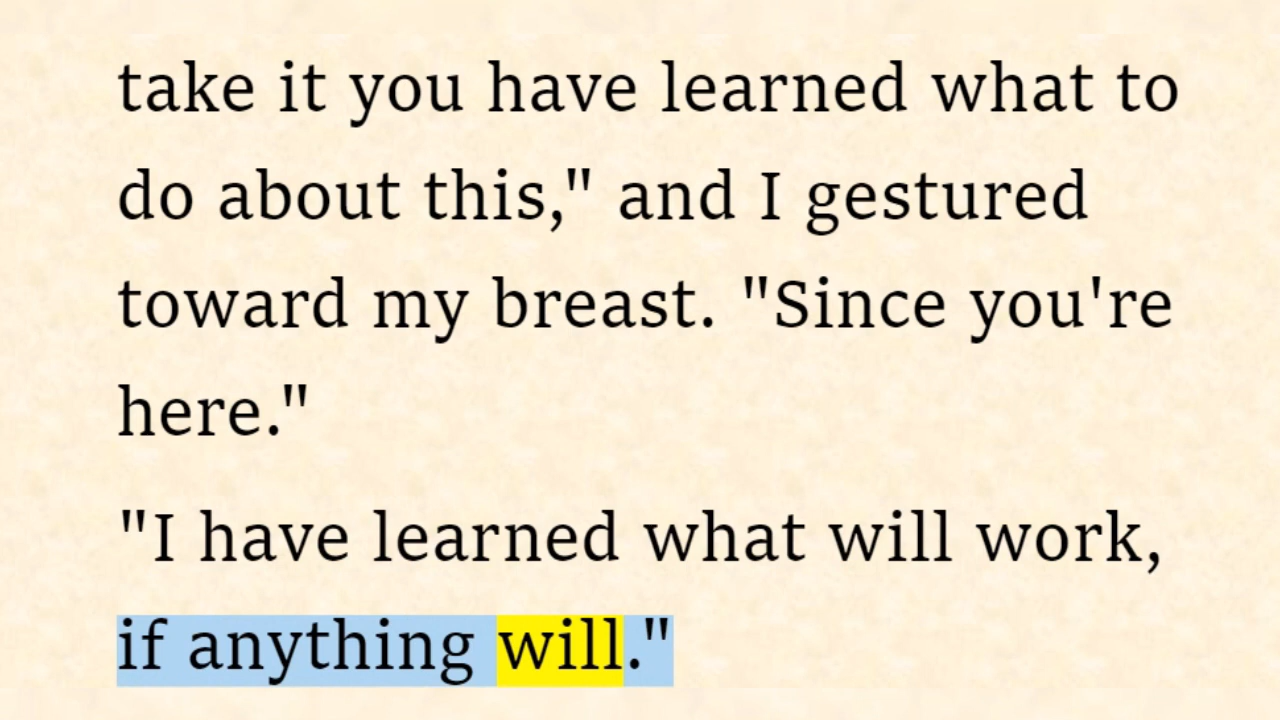 take it you have learned what to
do about this," and I gestured
toward my breast. "Since you're
here."
"I have learned what will work,
if anything will."